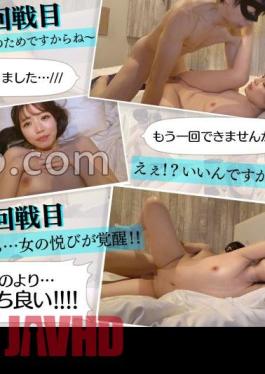 回戦目
のためですからね〜
ました…///
もう一回できませんか
えぇ!?いいんですか
.com
回戦目
…女の悦びが覚醒!!
のより…
ち良い!!!!
JAVHD